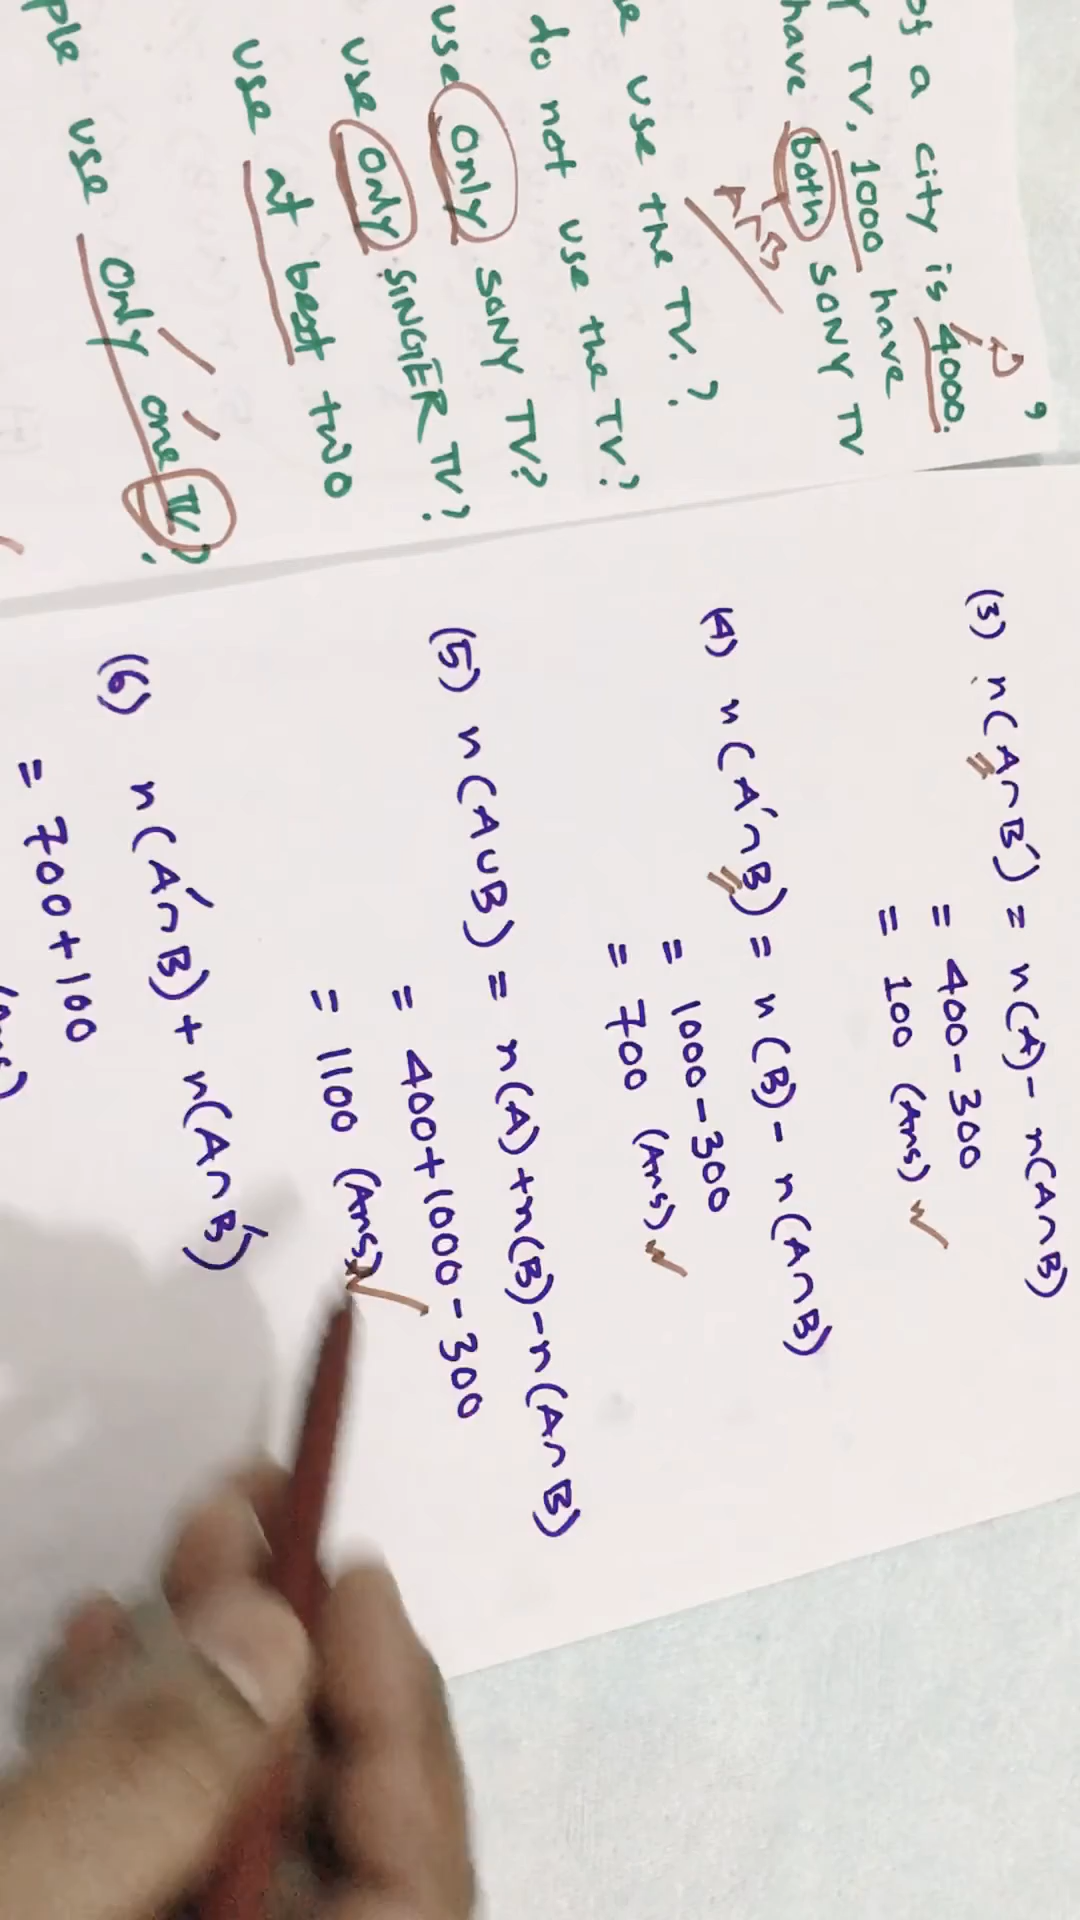 of a city is 4000. U,
Y TV, 1000 have
have both SONY TV
A∩B
use the TV?
do not use the TV?
use only SONY TV?
use only SINGER TV?
use at best two
ple use only one TV?
(3) n(A∩B') = n(A) - n(A∩B)
= 400 - 300
= 100 (Ans)
(4) n(A'∩B) = n(B) - n(A∩B)
= 1000 - 300
= 700 (Ans)
(5) n(A∪B) = n(A) + n(B) - n(A∩B)
= 400 + 1000 - 300
= 1100 (Ans)
(6) n(A'∩B) + n(A∩B')
= 700 + 100